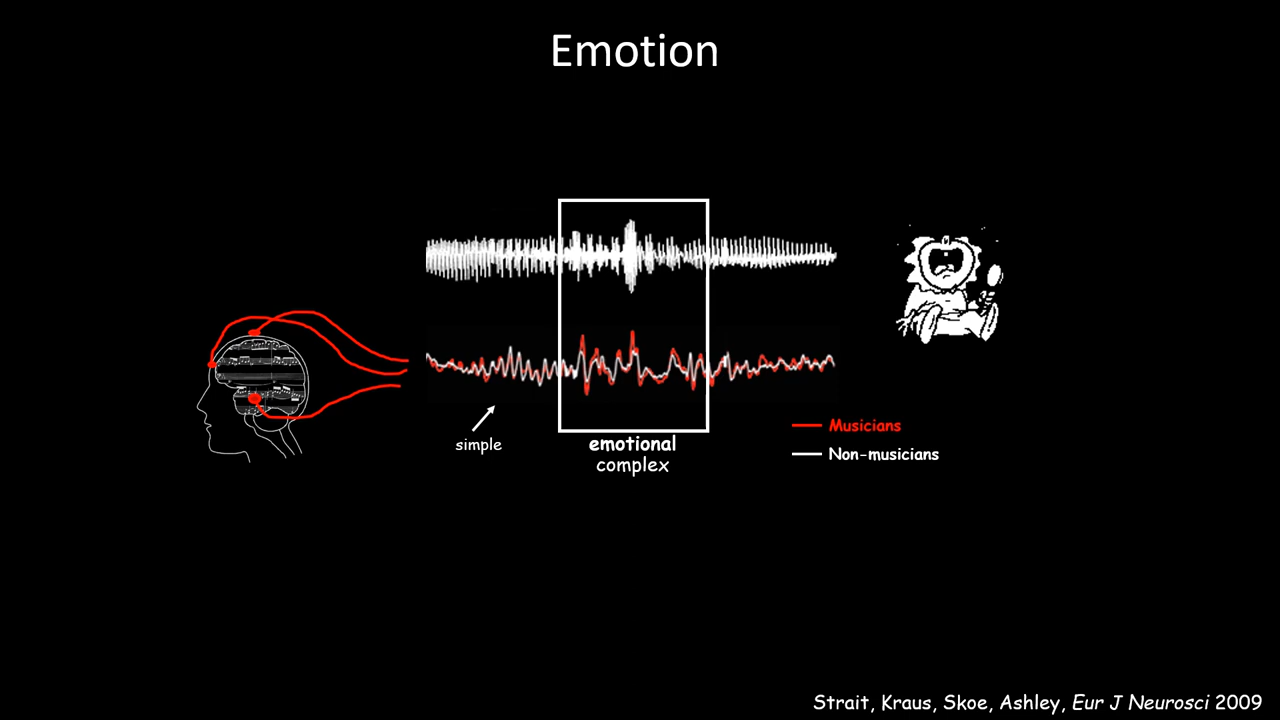 Emotion
simple
emotional
complex
Musicians
Non-musicians
Strait, Kraus, Skoe, Ashley, Eur J Neurosci 2009